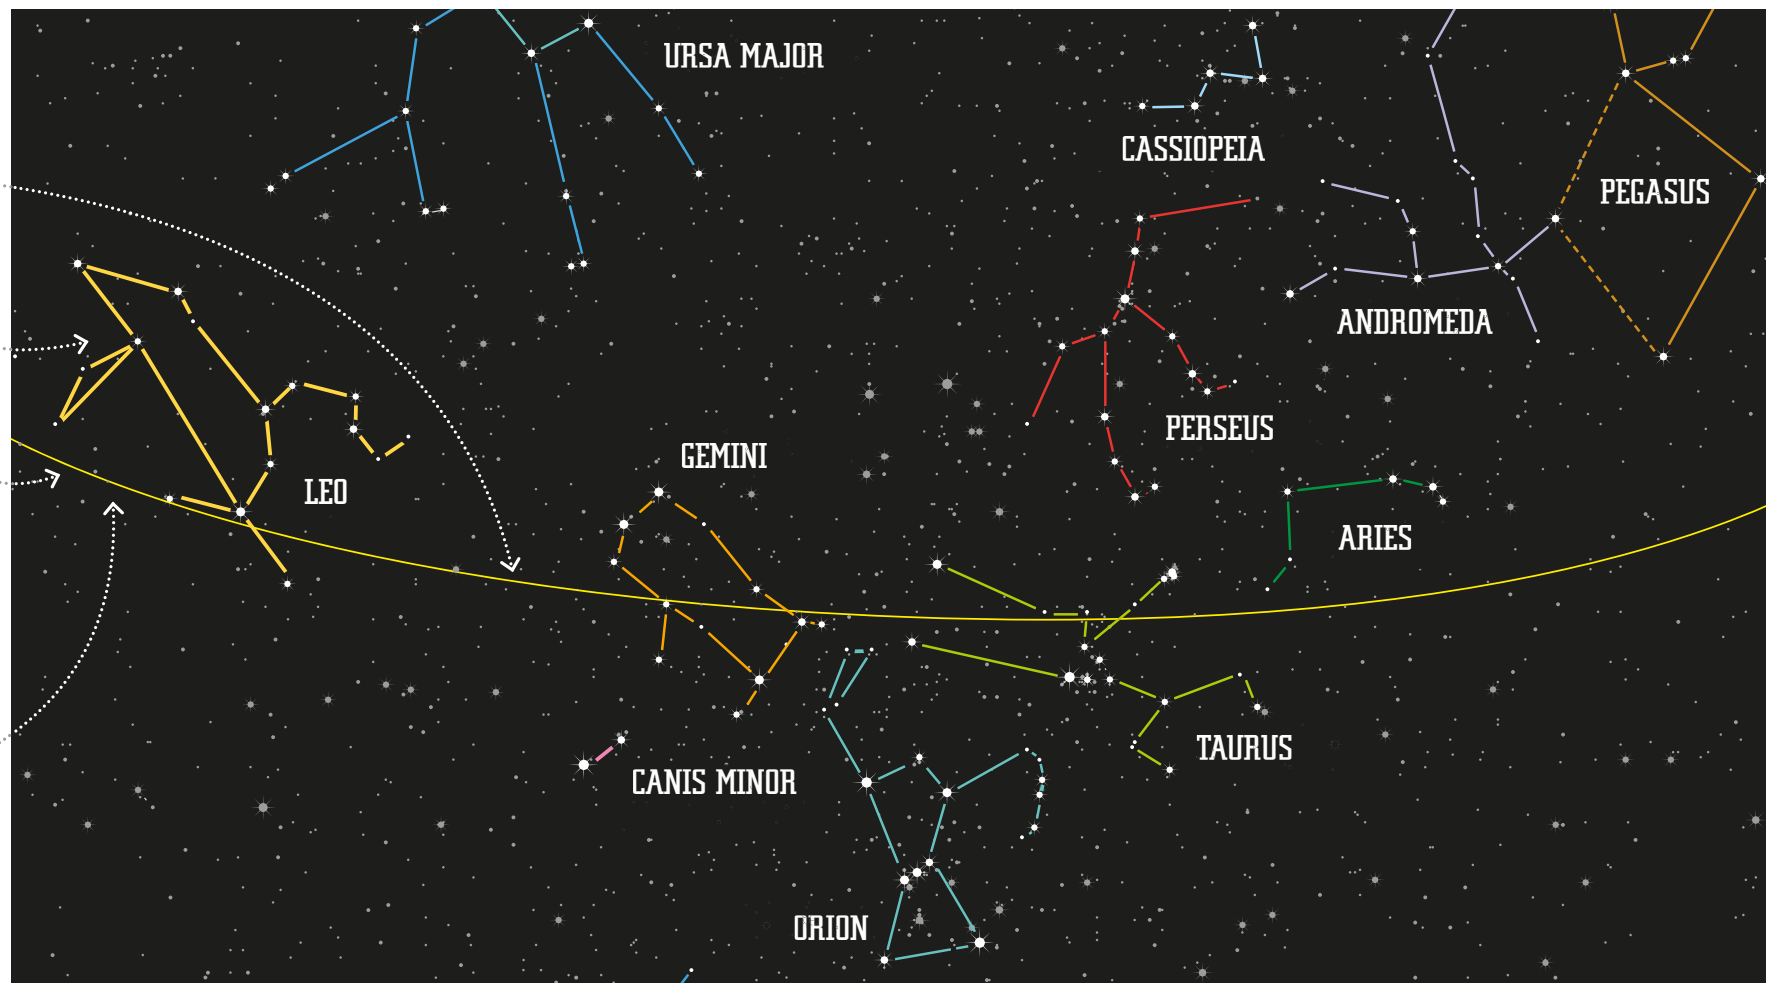 URSA MAJOR
CASSIOPEIA
PEGASUS
ANDROMEDA
PERSEUS
GEMINI
LEO
ARIES
TAURUS
CANIS MINOR
ORION